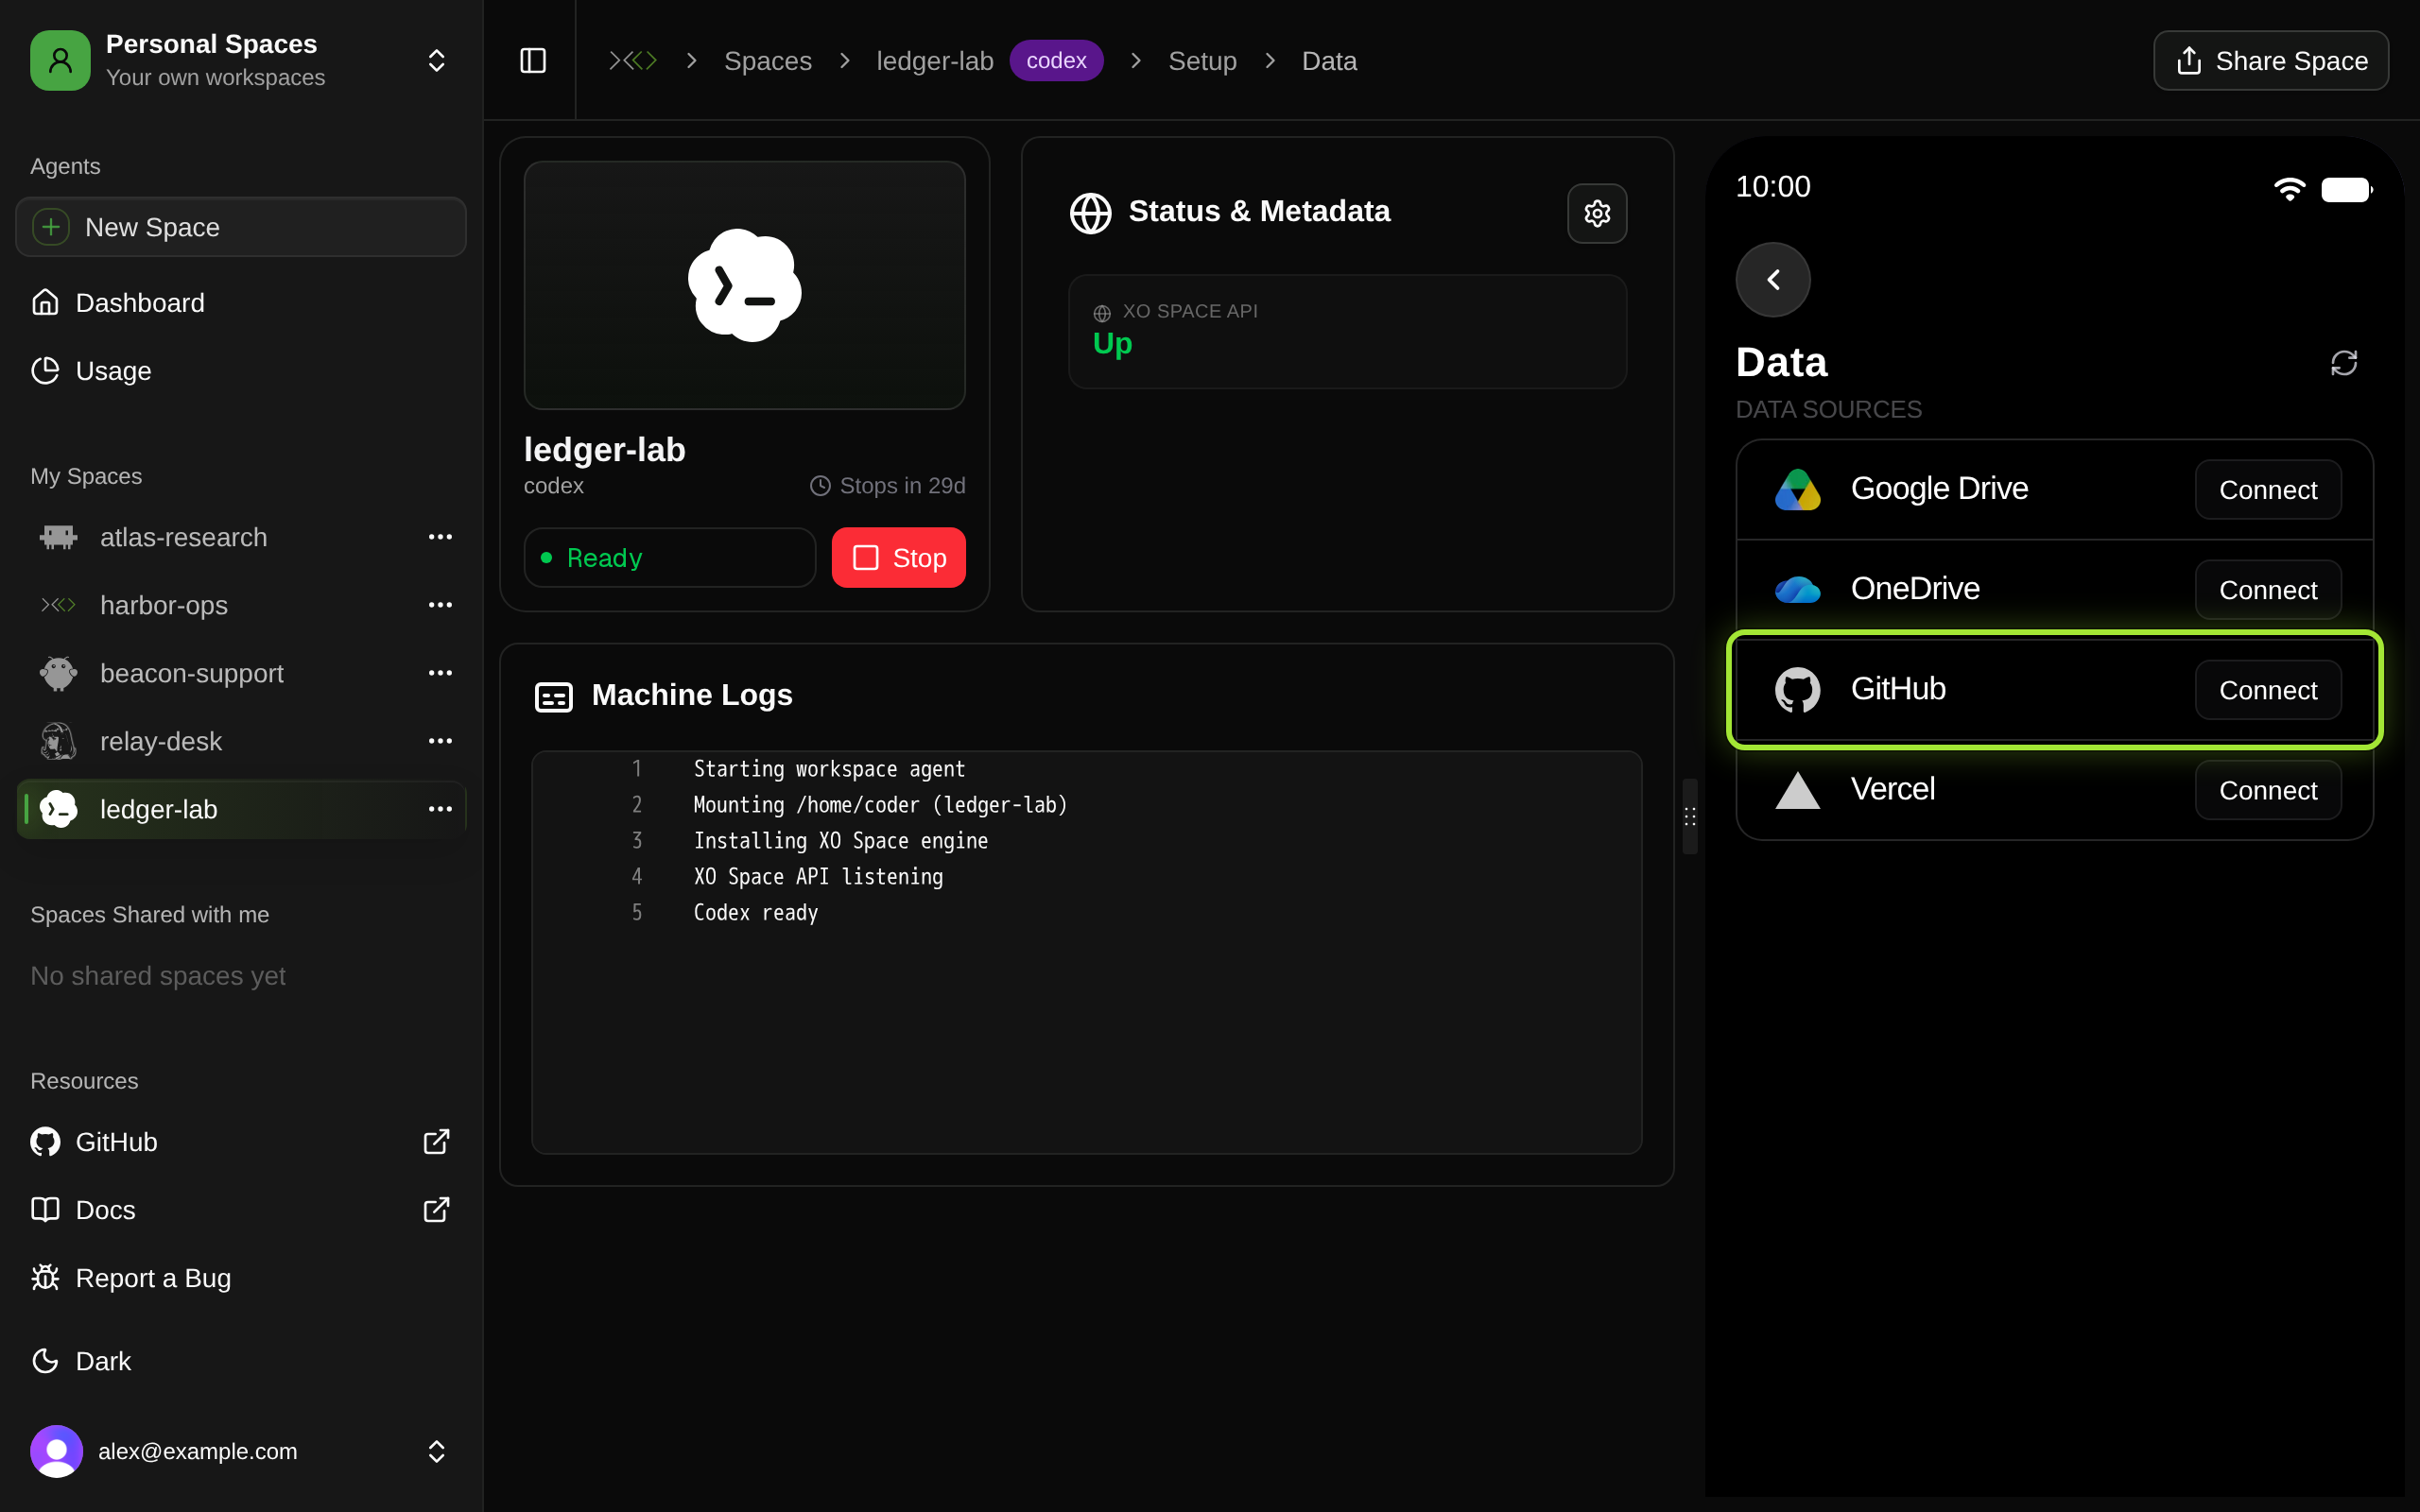 Personal Spaces
Your own workspaces
Agents
New Space
Dashboard
Usage
My Spaces
atlas-research
harbor-ops
beacon-support
relay-desk
ledger-lab
Spaces Shared with me
No shared spaces yet
Resources
GitHub
Docs
Report a Bug
Dark
alex@example.com
Spaces
ledger-lab
codex
Setup
Data
Share Space
ledger-lab
codex
Stops in 29d
Ready
Stop
Status & Metadata
XO SPACE API
Up
Machine Logs
1 Starting workspace agent
2 Mounting /home/coder (ledger-lab)
3 Installing XO Space engine
4 XO Space API listening
5 Codex ready
10:00
Data
DATA SOURCES
Google Drive
Connect
OneDrive
Connect
GitHub
Connect
Vercel
Connect